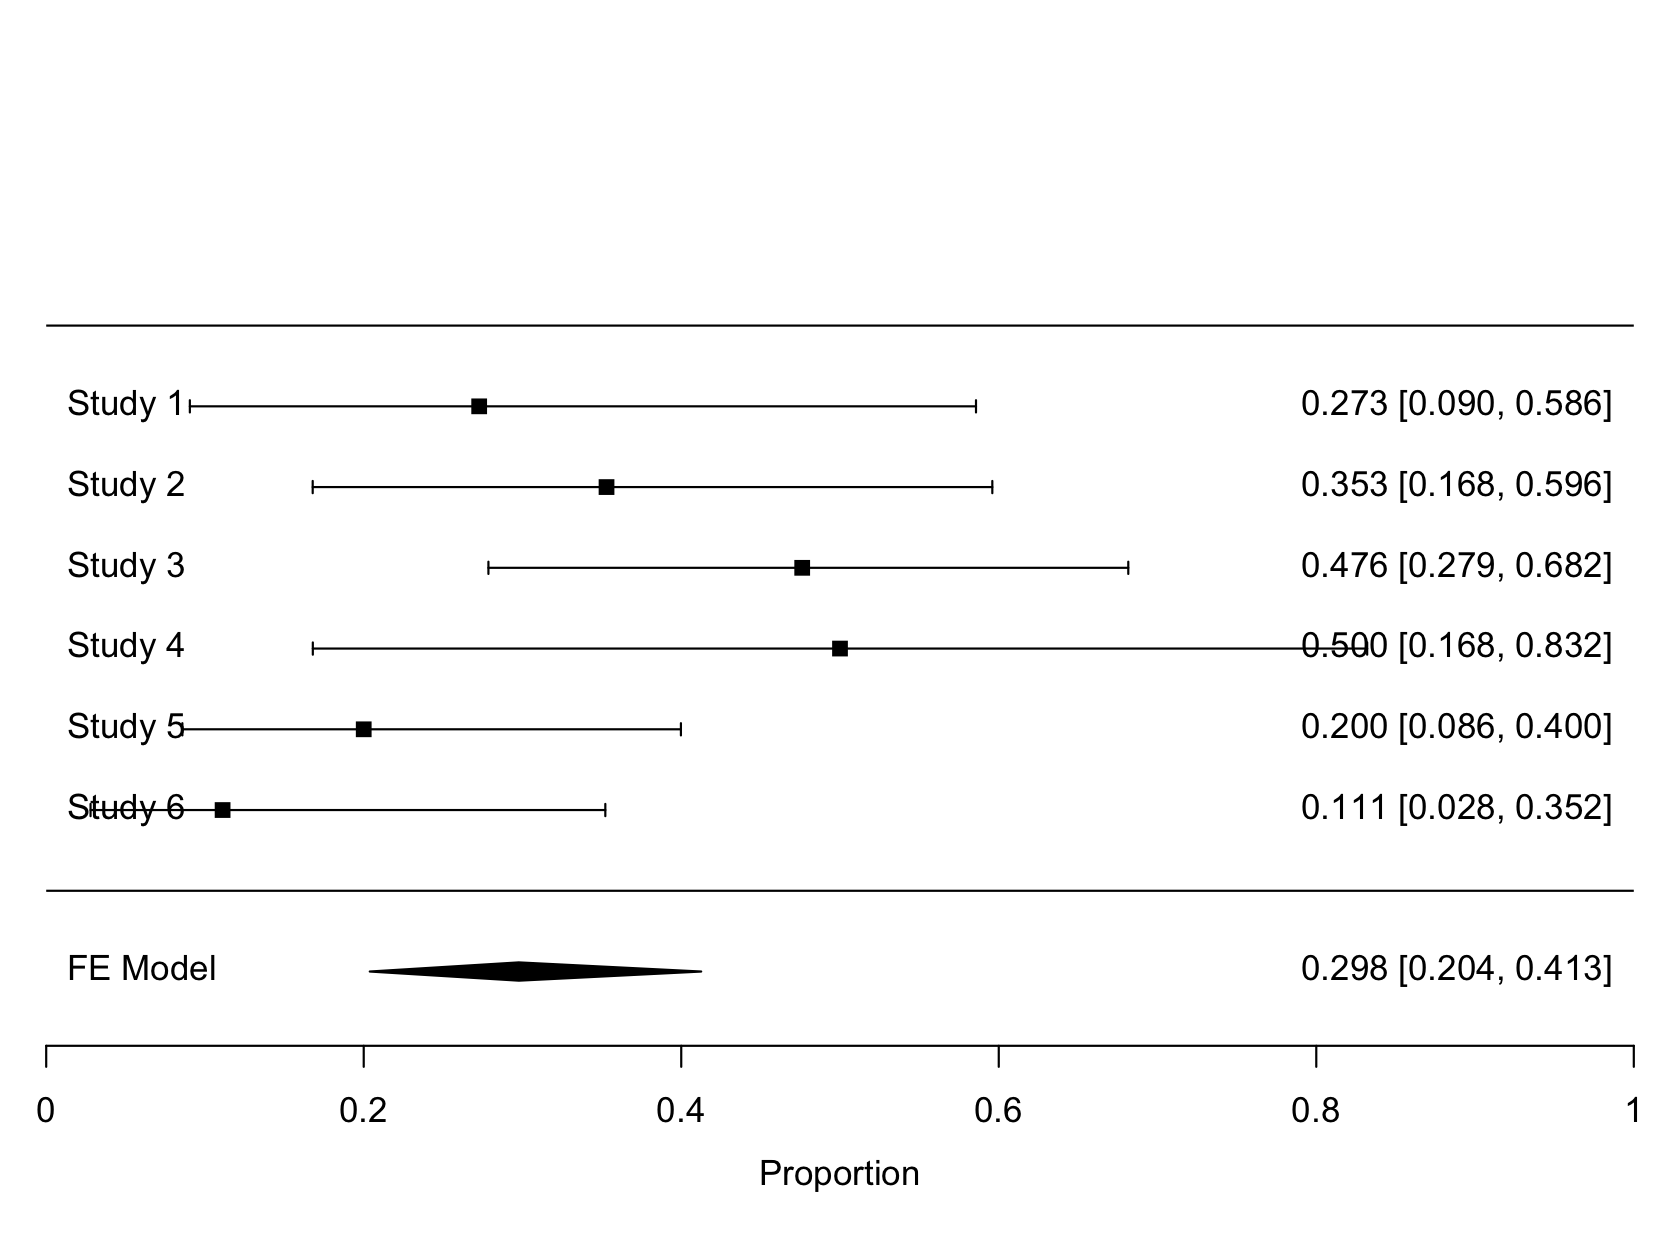 Study 1 0.273 [0.090, 0.586]
Study 2 0.353 [0.168, 0.596]
Study 3 0.476 [0.279, 0.682]
Study 4 0.500 [0.168, 0.832]
Study 5 0.200 [0.086, 0.400]
Study 6 0.111 [0.028, 0.352]
FE Model 0.298 [0.204, 0.413]
0 0.2 0.4 0.6 0.8 1
Proportion